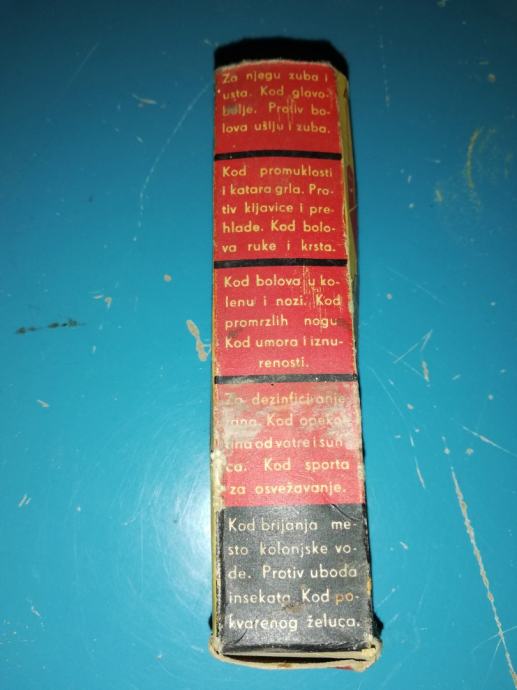 Za njegu zuba i
usta. Kod glavo-
bolje. Protiv bo-
lova ušiju i zuba.
Kod promuklosti
i katara grla. Pro-
tiv kijavice i pre-
hlade. Kod bolo-
va ruke i krsta.
Kod bolova u ko-
lenu i nozi. Kod
promrzlih nogu
Kod umora i iznu-
renosti.
Za dezinficiranje
rana. Kod opeko-
tina od vatre i sun
ca. Kod sporta
za osvežavanje.
Kod brijanja me-
sto kolonjske vo-
de. Protiv uboda
insekata. Kod po-
kvarenog želuca.